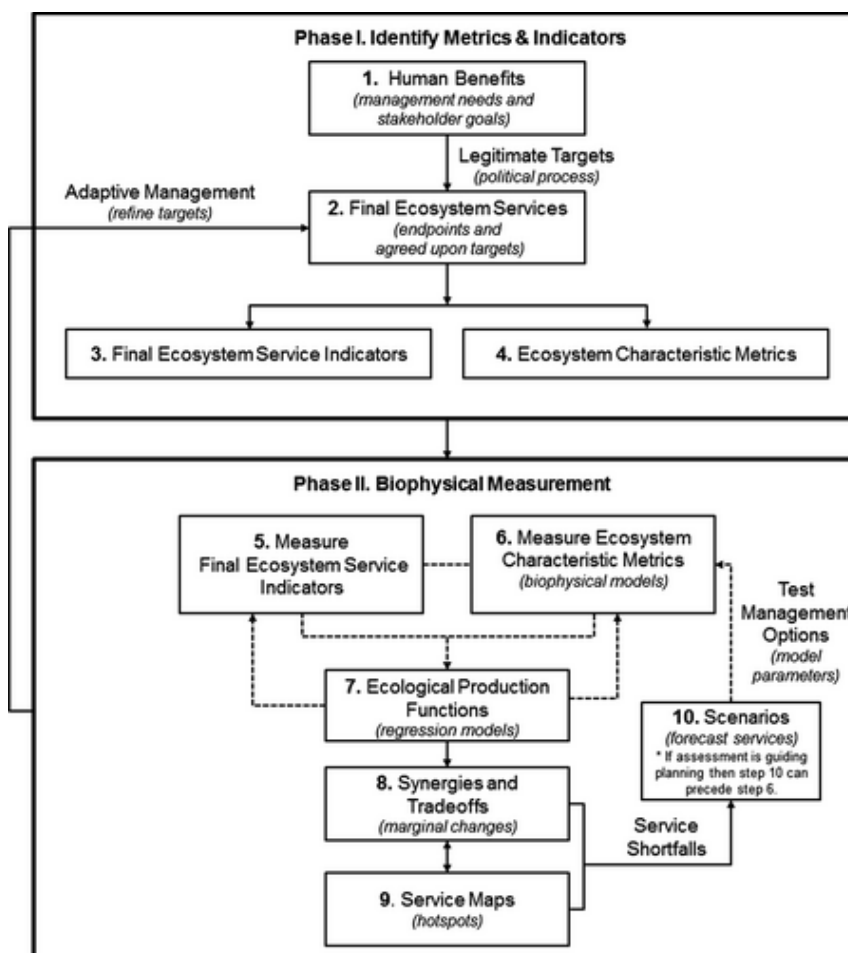 Phase I. Identify Metrics & Indicators
1. Human Benefits
(management needs and
stakeholder goals)
Legitimate Targets
(political process)
Adaptive Management
(refine targets)
2. Final Ecosystem Services
(endpoints and
agreed upon targets)
3. Final Ecosystem Service Indicators
4. Ecosystem Characteristic Metrics
Phase II. Biophysical Measurement
5. Measure
Final Ecosystem Service
Indicators
6. Measure Ecosystem
Characteristic Metrics
(biophysical models)
Test
Management
Options
(model
parameters)
7. Ecological Production
Functions
(regression models)
10. Scenarios
(forecast services)
* If assessment is guiding
planning then step 10 can
precede step 6.
8. Synergies and
Tradeoffs
(marginal changes)
Service
Shortfalls
9. Service Maps
(hotspots)